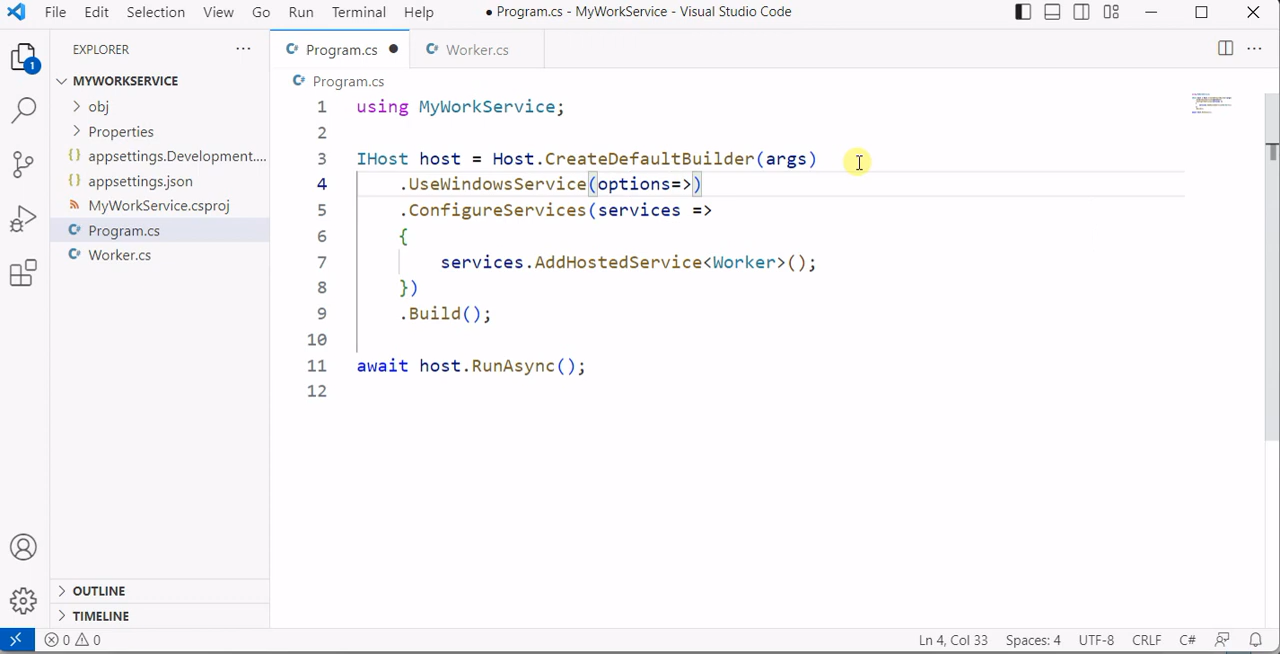 File Edit Selection View Go Run Terminal Help ● Program.cs - MyWorkService - Visual Studio Code
EXPLORER ···
1
MYWORKSERVICE
obj
Properties
{} appsettings.Development....
{} appsettings.json
MyWorkService.csproj
C# Program.cs
C# Worker.cs
OUTLINE
TIMELINE
C# Program.cs ● C# Worker.cs
C# Program.cs
1 using MyWorkService;
2
3 IHost host = Host.CreateDefaultBuilder(args)
4 .UseWindowsService(options=>)
5 .ConfigureServices(services =>
6 {
7 services.AddHostedService<Worker>();
8 })
9 .Build();
10
11 await host.RunAsync();
12
0 0 Ln 4, Col 33 Spaces: 4 UTF-8 CRLF C#